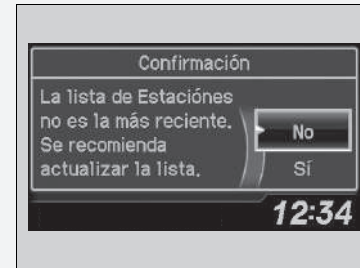 Confirmación
La lista de Estaciónes
no es la más reciente.
Se recomienda
actualizar la lista.
No
Sí
12:34